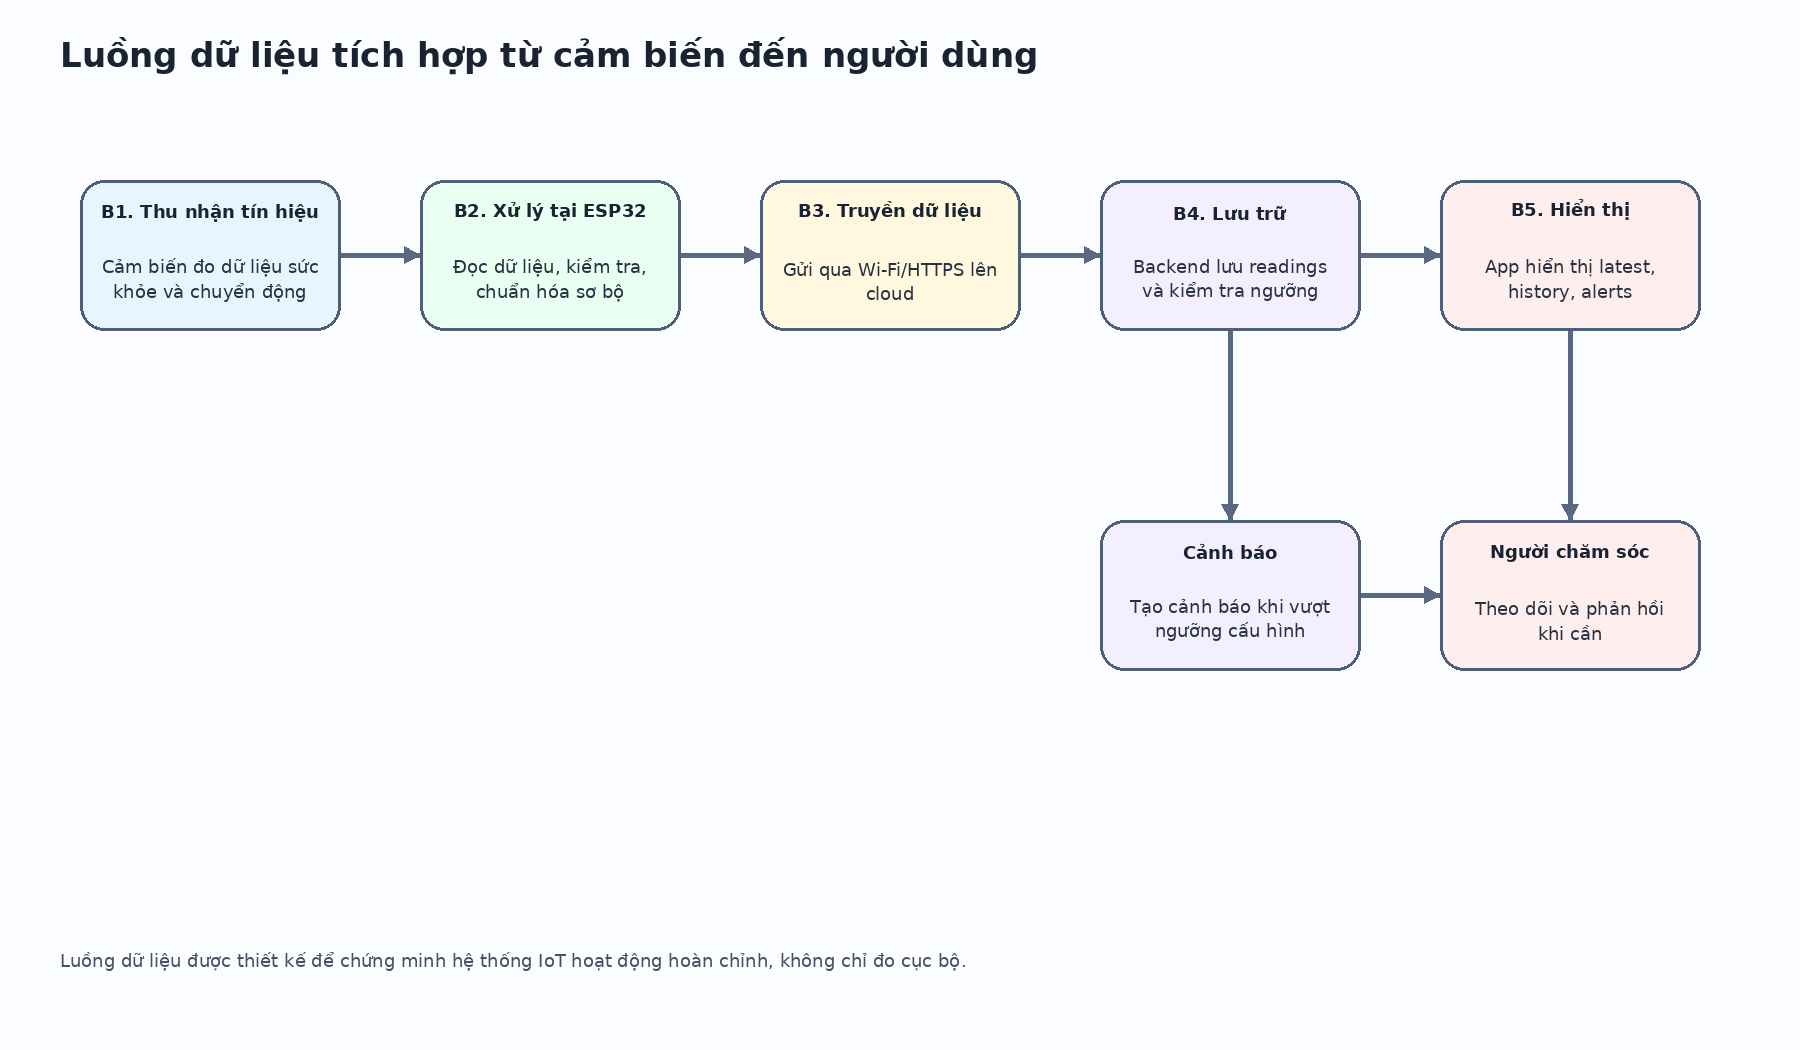 Luồng dữ liệu tích hợp từ cảm biến đến người dùng
B1. Thu nhận tín hiệu
Cảm biến đo dữ liệu sức
khỏe và chuyển động
B2. Xử lý tại ESP32
Đọc dữ liệu, kiểm tra,
chuẩn hóa sơ bộ
B3. Truyền dữ liệu
Gửi qua Wi-Fi/HTTPS lên
cloud
B4. Lưu trữ
Backend lưu readings
và kiểm tra ngưỡng
B5. Hiển thị
App hiển thị latest,
history, alerts
Cảnh báo
Tạo cảnh báo khi vượt
ngưỡng cấu hình
Người chăm sóc
Theo dõi và phản hồi
khi cần
Luồng dữ liệu được thiết kế để chứng minh hệ thống IoT hoạt động hoàn chỉnh, không chỉ đo cục bộ.